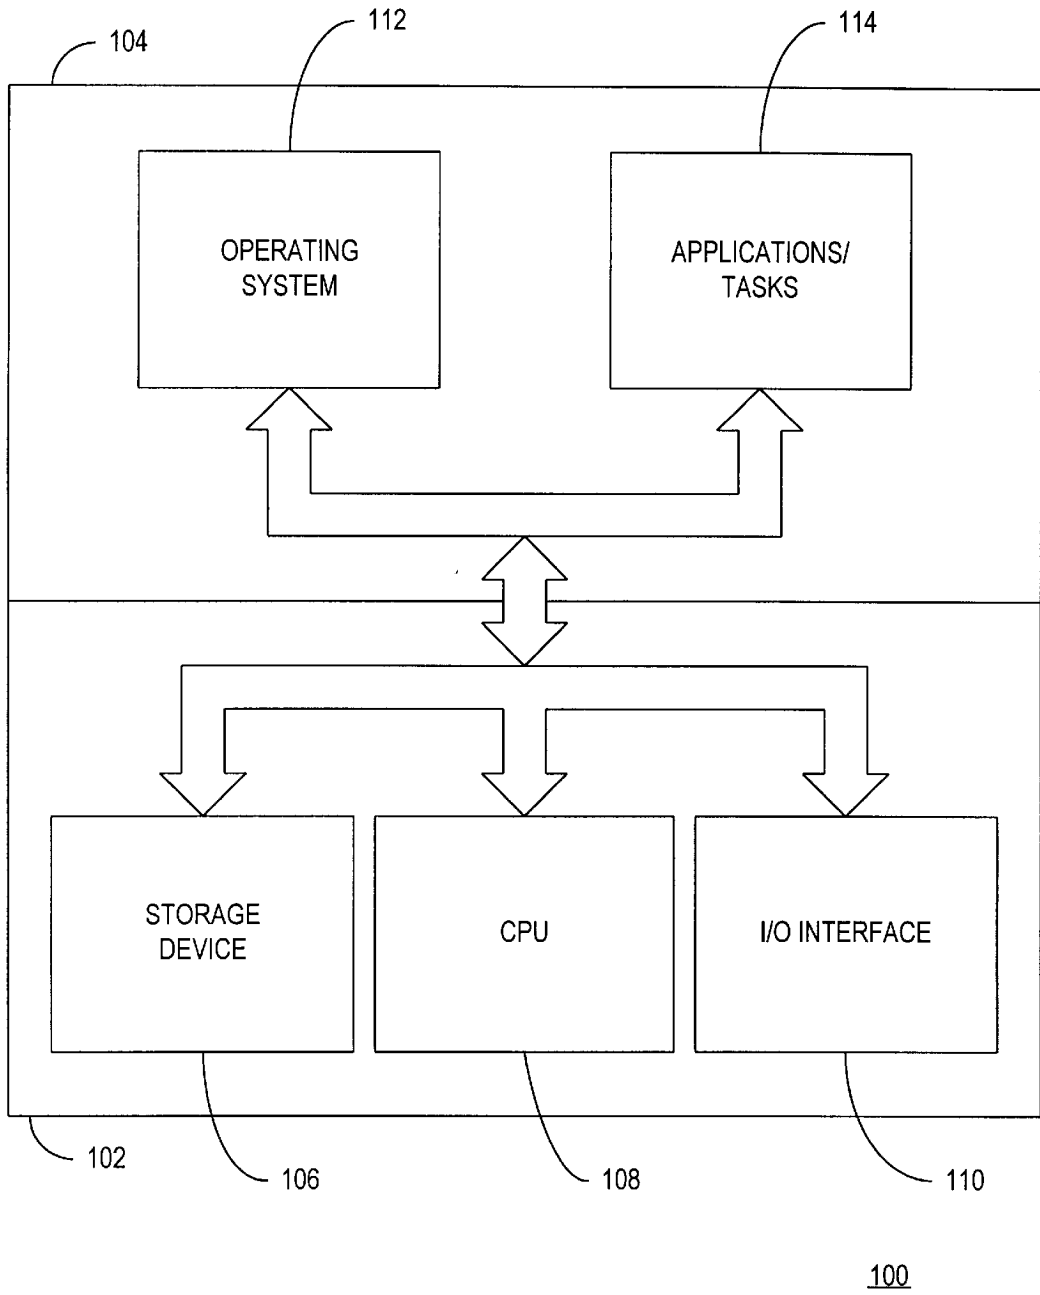 112
114
104
OPERATING
SYSTEM
APPLICATIONS/
TASKS
STORAGE
DEVICE
CPU
I/O INTERFACE
102
106
108
110
100